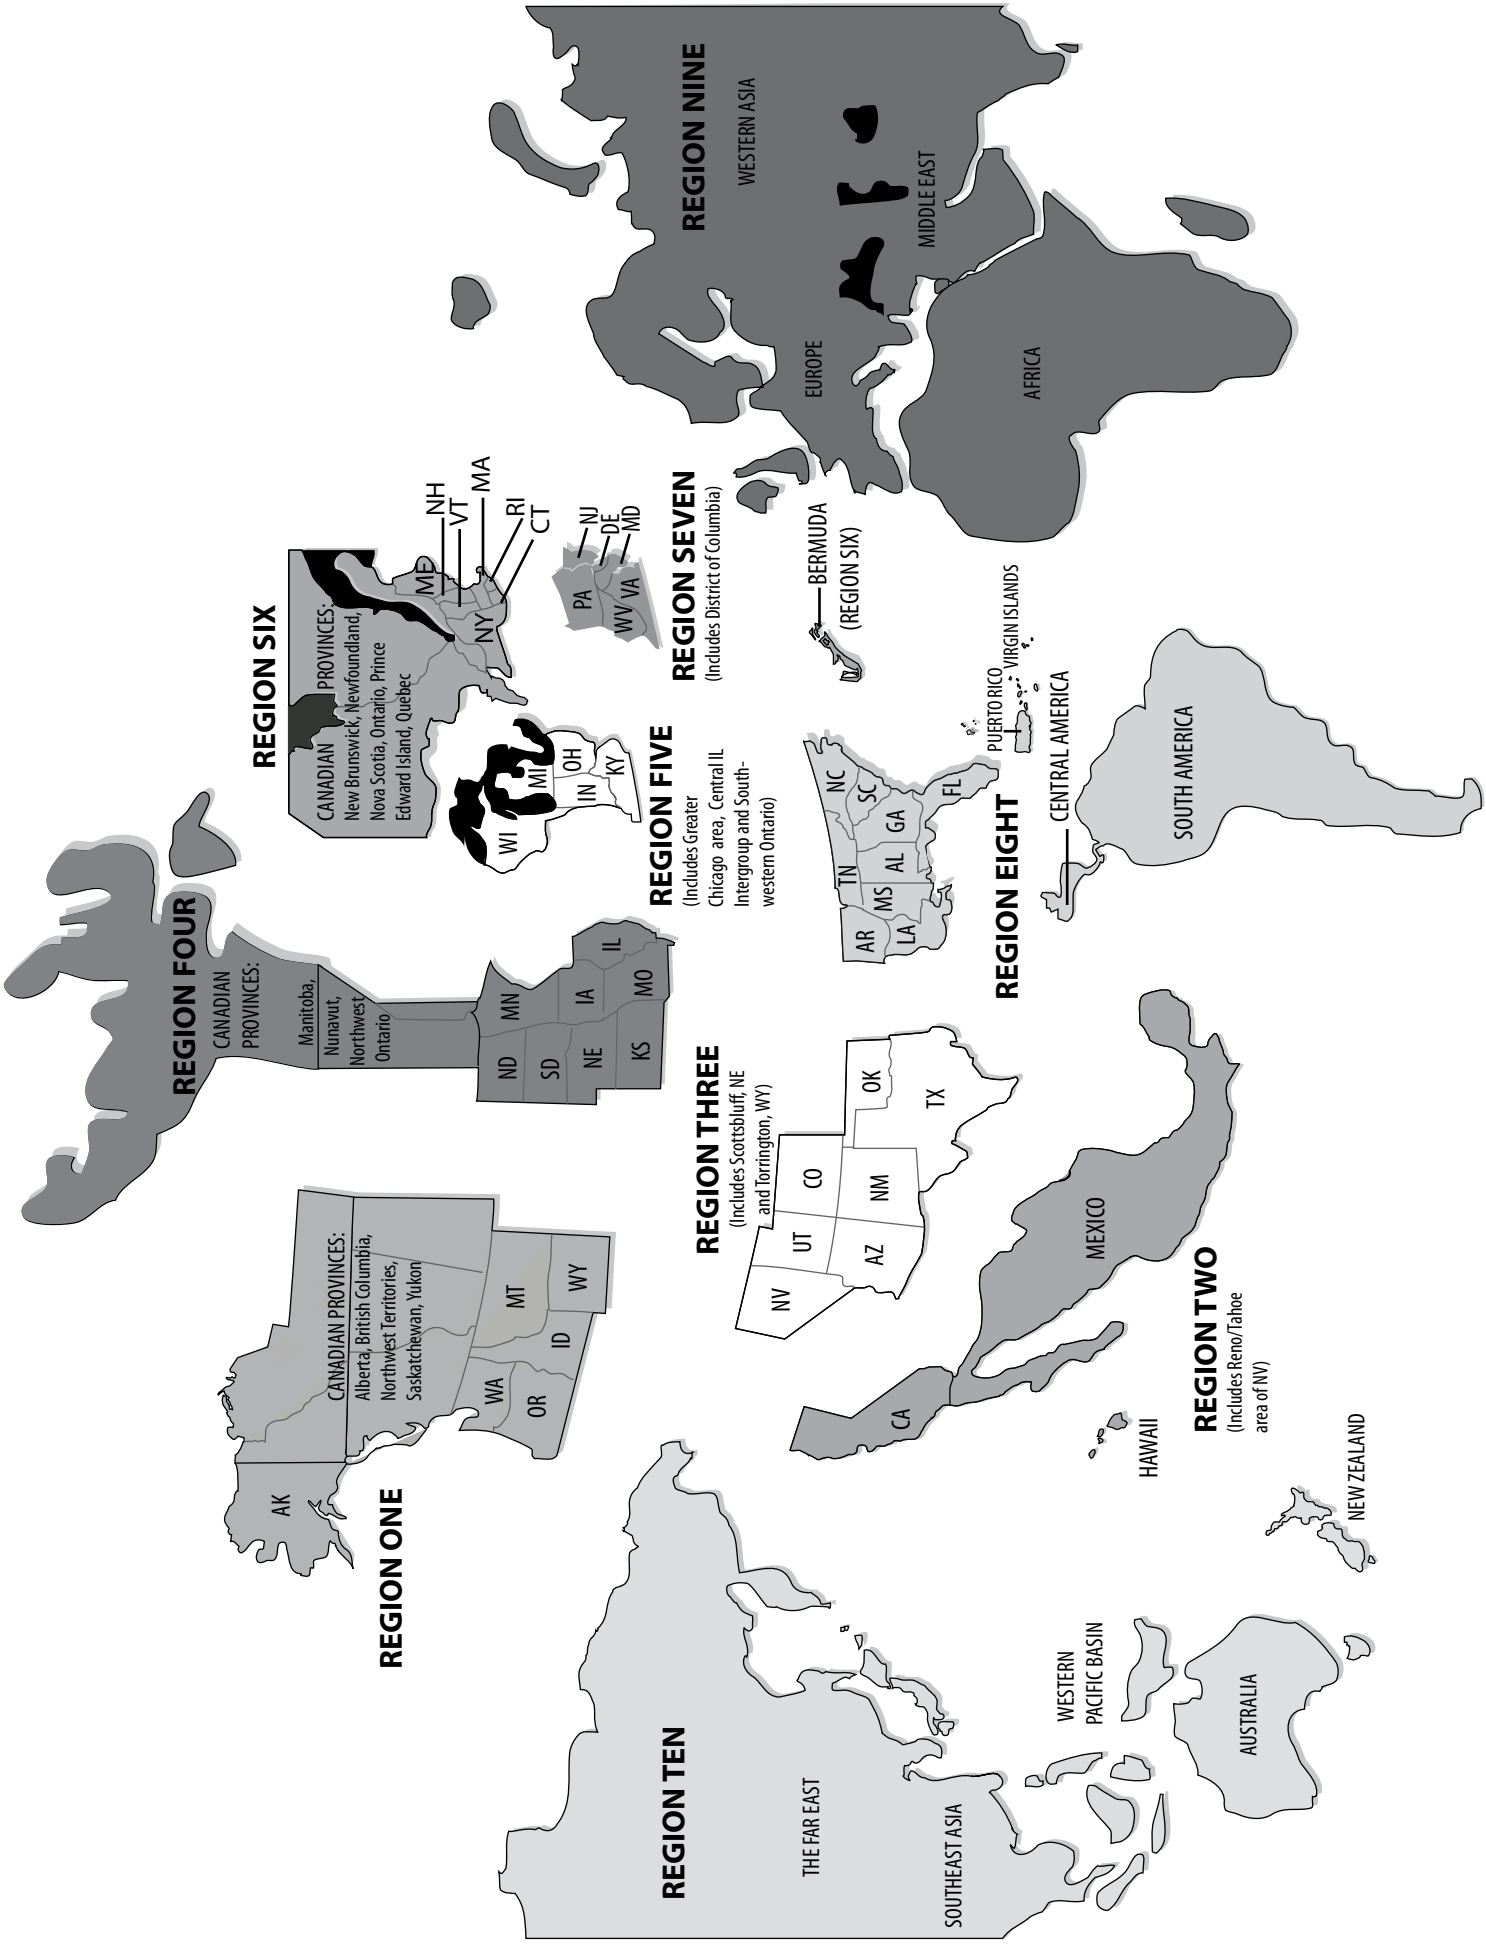 REGION ONE
AK
CANADIAN PROVINCES:
Alberta, British Columbia,
Northwest Territories,
Saskatchewan, Yukon
WA
OR
ID
MT
WY
REGION TWO
(Includes Reno/Tahoe
area of NV)
CA
MEXICO
HAWAII
REGION THREE
(Includes Scottsbluff, NE
and Torrington, WY)
NV
UT
CO
AZ
NM
OK
TX
REGION FOUR
CANADIAN
PROVINCES:
Manitoba,
Nunavut,
Northwest
Ontario
ND
MN
SD
NE
IA
KS
MO
IL
REGION FIVE
(Includes Greater
Chicago area, Central IL
Intergroup and South-
western Ontario)
WI
MI
IN
OH
KY
REGION SIX
CANADIAN PROVINCES:
New Brunswick, Newfoundland,
Nova Scotia, Ontario, Prince
Edward Island, Quebec
ME
NH
VT
MA
RI
CT
NY
BERMUDA
(REGION SIX)
REGION SEVEN
(Includes District of Columbia)
PA
NJ
DE
MD
WV
VA
REGION EIGHT
NC
SC
TN
GA
AL
MS
AR
LA
FL
PUERTO RICO
VIRGIN ISLANDS
CENTRAL AMERICA
SOUTH AMERICA
REGION NINE
WESTERN ASIA
MIDDLE EAST
EUROPE
AFRICA
REGION TEN
THE FAR EAST
SOUTHEAST ASIA
WESTERN
PACIFIC BASIN
AUSTRALIA
NEW ZEALAND